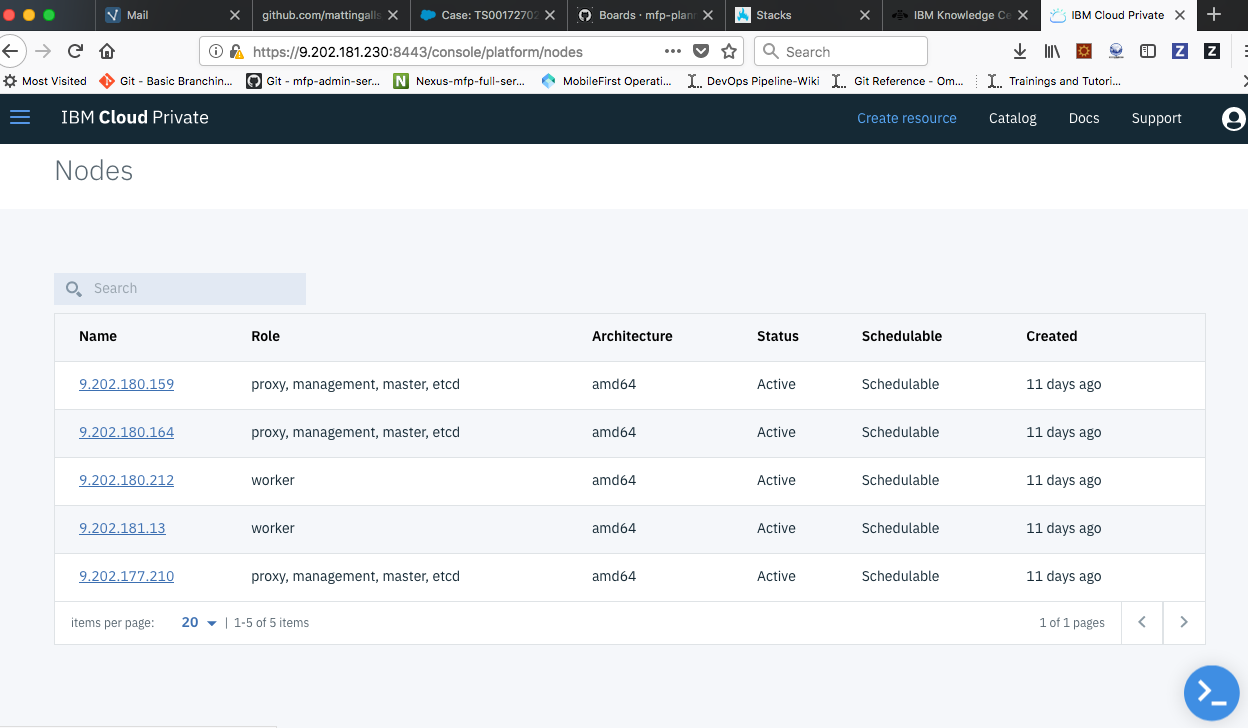 Mail github.com/mattingalls Case: TS00172702 Boards · mfp-plann Stacks IBM Knowledge Ce IBM Cloud Private
https://9.202.181.230:8443/console/platform/nodes Search
Most Visited Git - Basic Branchin... Git - mfp-admin-se... Nexus-mfp-full-ser... MobileFirst Operati... DevOps Pipeline-Wiki Git Reference - Om... Trainings and Tutori...
IBM Cloud Private Create resource Catalog Docs Support
Nodes
Search
Name Role Architecture Status Schedulable Created
9.202.180.159 proxy, management, master, etcd amd64 Active Schedulable 11 days ago
9.202.180.164 proxy, management, master, etcd amd64 Active Schedulable 11 days ago
9.202.180.212 worker amd64 Active Schedulable 11 days ago
9.202.181.13 worker amd64 Active Schedulable 11 days ago
9.202.177.210 proxy, management, master, etcd amd64 Active Schedulable 11 days ago
items per page: 20 | 1-5 of 5 items 1 of 1 pages